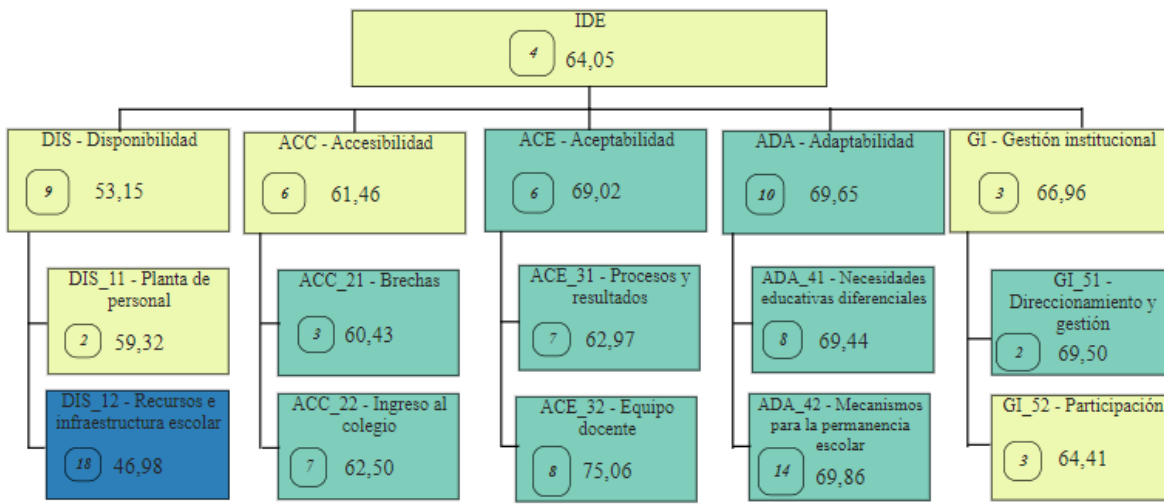 IDE
4 64,05
DIS - Disponibilidad
9 53,15
ACC - Accesibilidad
6 61,46
ACE - Aceptabilidad
6 69,02
ADA - Adaptabilidad
10 69,65
GI - Gestión institucional
3 66,96
DIS_11 - Planta de
personal
2 59,32
ACC_21 - Brechas
3 60,43
ACE_31 - Procesos y
resultados
7 62,97
ADA_41 - Necesidades
educativas diferenciales
8 69,44
GI_51 -
Direccionamiento y
gestión
2 69,50
DIS_12 - Recursos e
infraestructura escolar
18 46,98
ACC_22 - Ingreso al
colegio
7 62,50
ACE_32 - Equipo
docente
8 75,06
ADA_42 - Mecanismos
para la permanencia
escolar
14 69,86
GI_52 - Participación
3 64,41